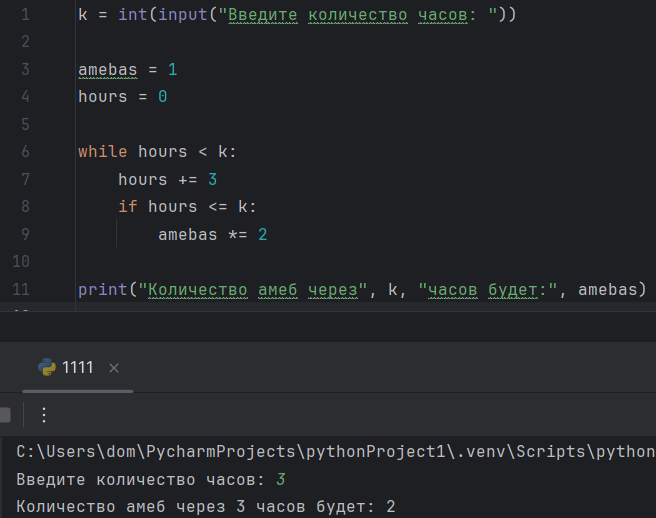 1 k = int(input("Введите количество часов: "))
2
3 amebas = 1
4 hours = 0
5
6 while hours < k:
7 hours += 3
8 if hours <= k:
9 amebas *= 2
10
11 print("Количество амеб через", k, "часов будет:", amebas)
1111
C:\Users\dom\PycharmProjects\pythonProject1\.venv\Scripts\python
Введите количество часов: 3
Количество амеб через 3 часов будет: 2